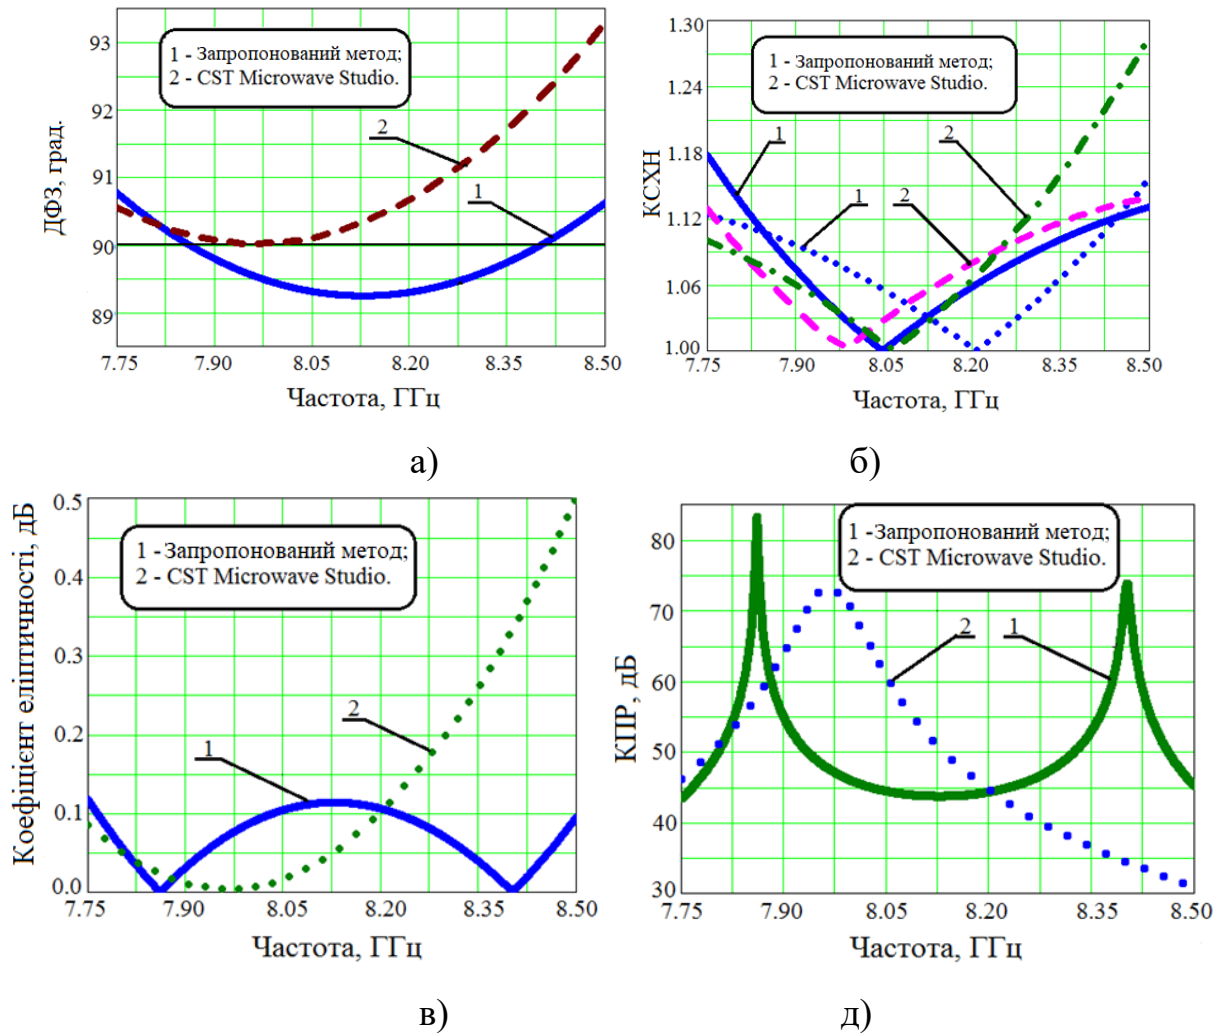 93
92
91
90
89
ДФЗ, град.
1 - Запропонований метод;
2 - CST Microwave Studio.
2
1
7.75 7.90 8.05 8.20 8.35 8.50
Частота, ГГц
а)
1.30
1.24
1.18
1.12
1.06
1.00
КСХН
1 - Запропонований метод;
2 - CST Microwave Studio.
1
2
1
2
7.75 7.90 8.05 8.20 8.35 8.50
Частота, ГГц
б)
0.5
0.4
0.3
0.2
0.1
0.0
Коефіцієнт еліптичності, дБ
1 - Запропонований метод;
2 - CST Microwave Studio.
2
1
7.75 7.90 8.05 8.20 8.35 8.50
Частота, ГГц
в)
80
70
60
50
40
30
КПР, дБ
1 - Запропонований метод;
2 - CST Microwave Studio.
2 1
7.75 7.90 8.05 8.20 8.35 8.50
Частота, ГГц
д)